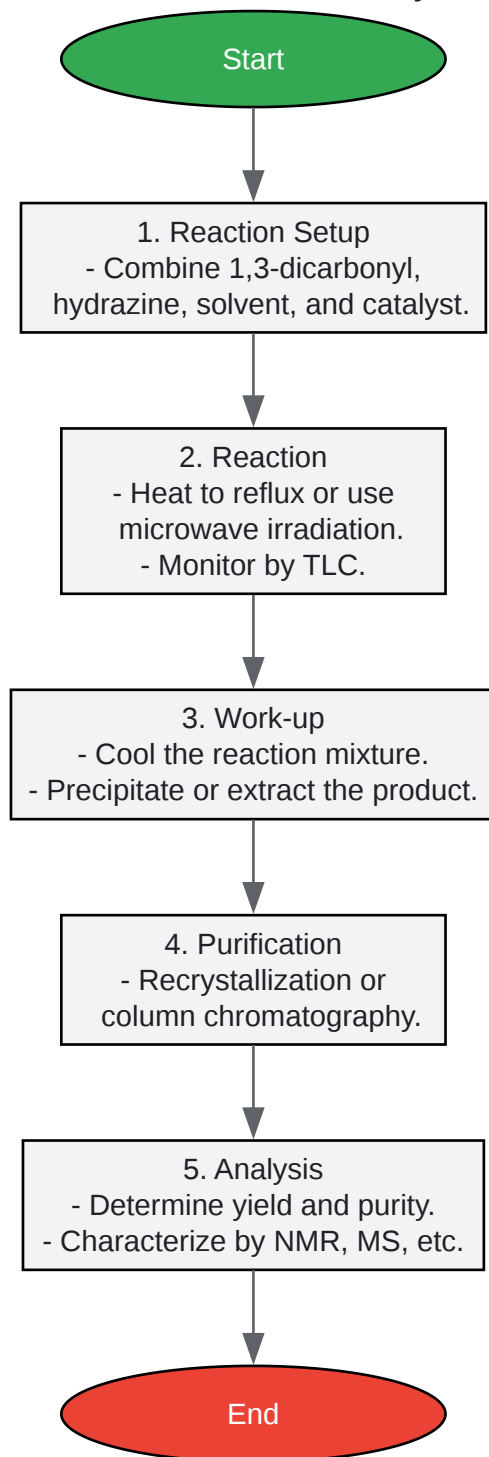 Start
1. Reaction Setup
- Combine 1,3-dicarbonyl,
hydrazine, solvent, and catalyst.
2. Reaction
- Heat to reflux or use
microwave irradiation.
- Monitor by TLC.
3. Work-up
- Cool the reaction mixture.
- Precipitate or extract the product.
4. Purification
- Recrystallization or
column chromatography.
5. Analysis
- Determine yield and purity.
- Characterize by NMR, MS, etc.
End